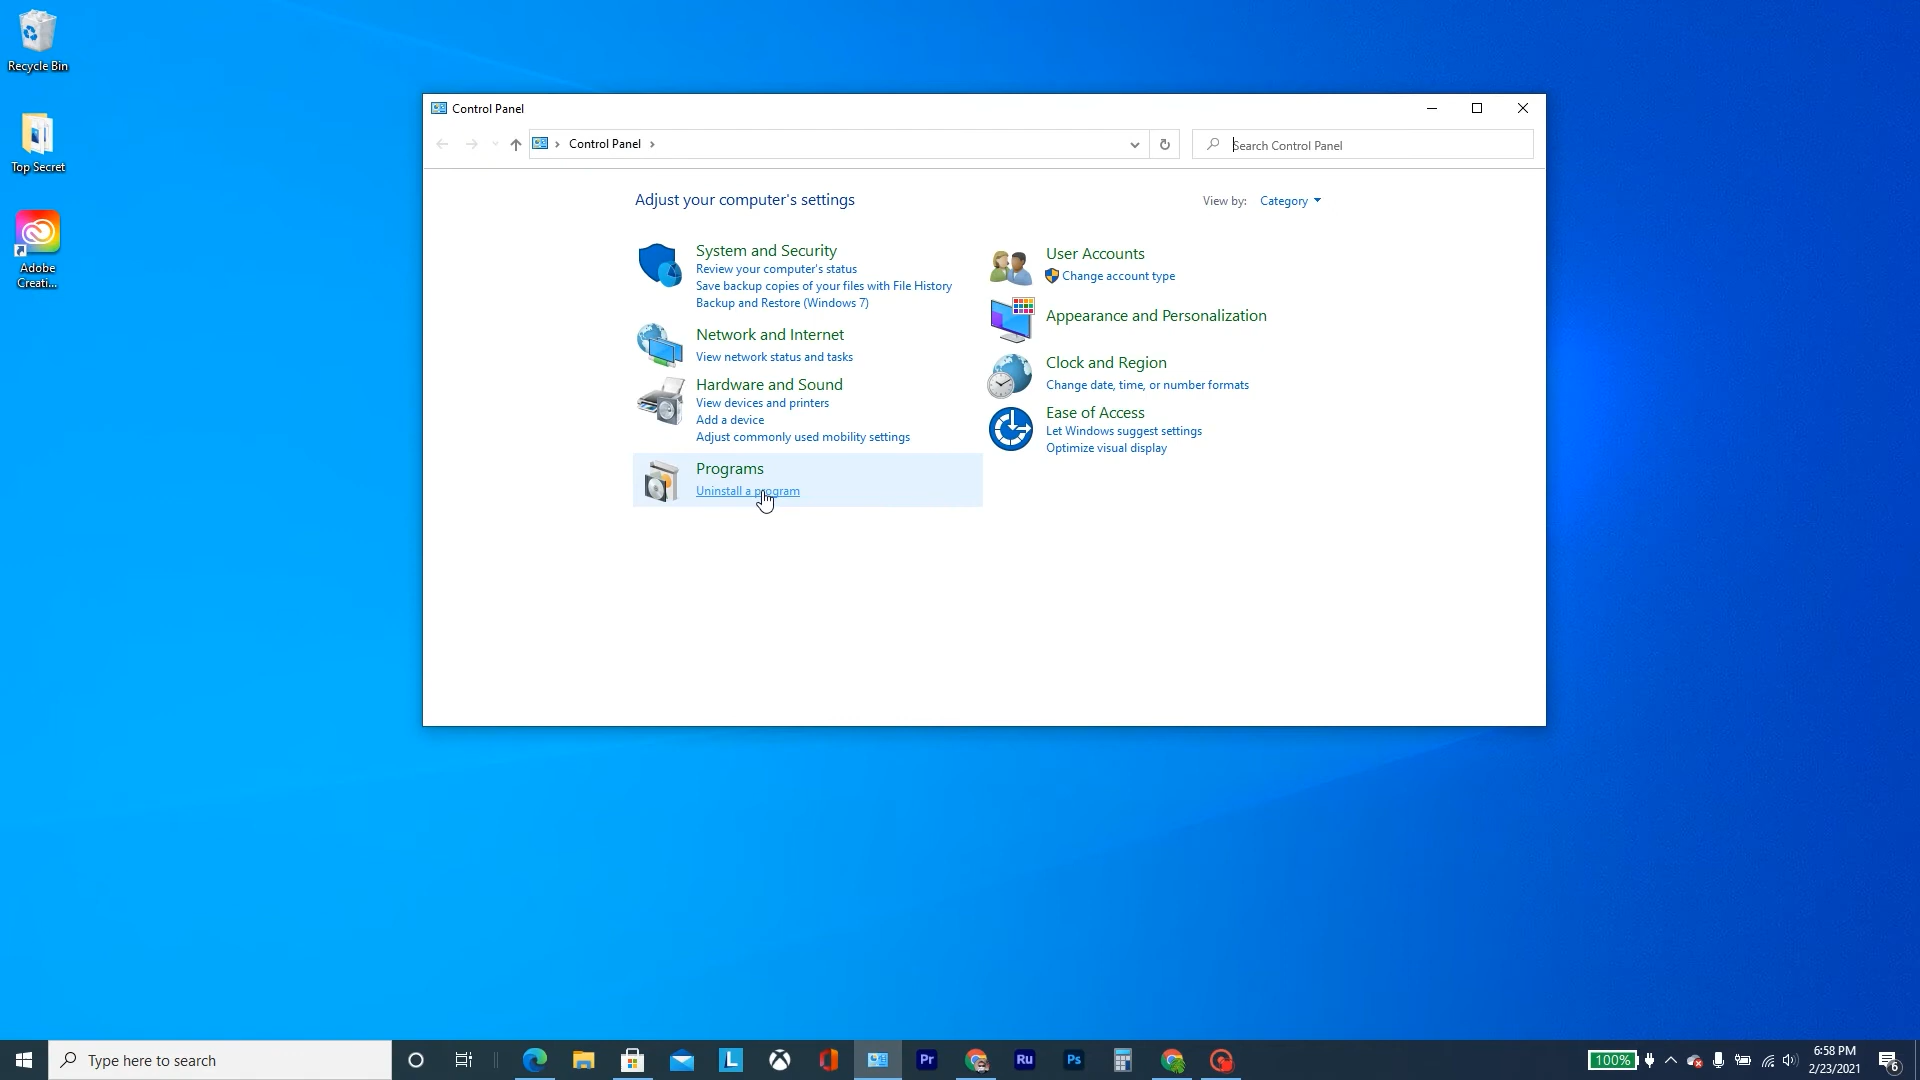 Recycle Bin
Top Secret
Adobe
Creati...
Control Panel
Control Panel
Search Control Panel
Adjust your computer's settings
View by: Category
System and Security
Review your computer's status
Save backup copies of your files with File History
Backup and Restore (Windows 7)
Network and Internet
View network status and tasks
Hardware and Sound
View devices and printers
Add a device
Adjust commonly used mobility settings
Programs
Uninstall a program
User Accounts
Change account type
Appearance and Personalization
Clock and Region
Change date, time, or number formats
Ease of Access
Let Windows suggest settings
Optimize visual display
Type here to search
L
Pr
Ru
Ps
100%
6:58 PM
2/23/2021
6